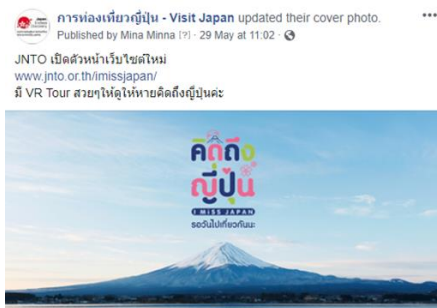 การท่องเที่ยวญี่ปุ่น - Visit Japan updated their cover photo.
Published by Mina Minna [?] · 29 May at 11:02 ·
JNTO เปิดตัวหน้าเว็บไซต์ใหม่
www.jnto.or.th/imissjapan/
มี VR Tour สวยๆให้ดูให้หายคิดถึงญี่ปุ่นค่ะ
คิดถึง
ญี่ปุ่น
I MISS JAPAN
รอวันไปเที่ยวกันนะ